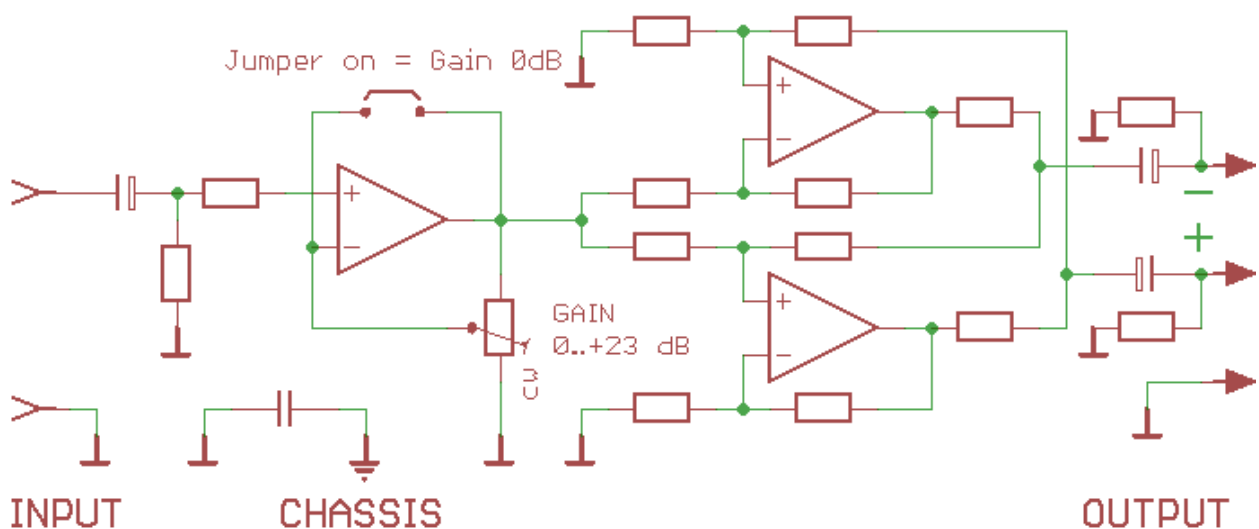 Jumper on = Gain 0dB
+
−
+
−
+
−
−
+
GAIN
0..+23 dB
INPUT
CHASSIS
OUTPUT